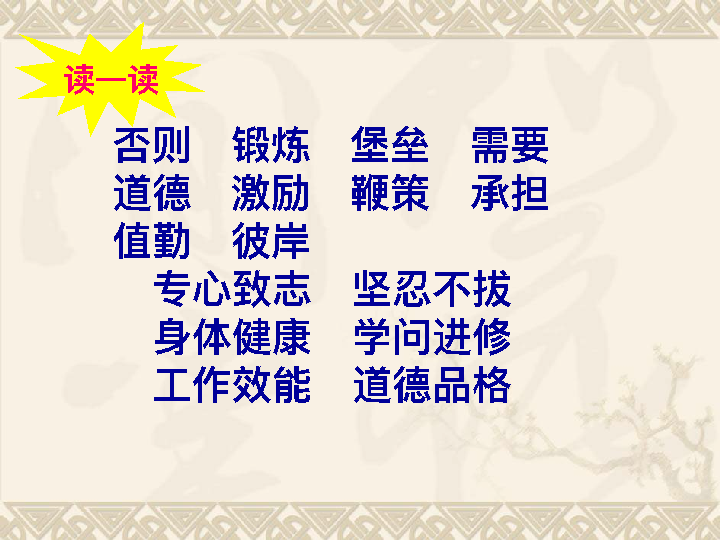 读一读
否则 锻炼 堡垒 需要
道德 激励 鞭策 承担
值勤 彼岸
专心致志 坚忍不拔
身体健康 学问进修
工作效能 道德品格